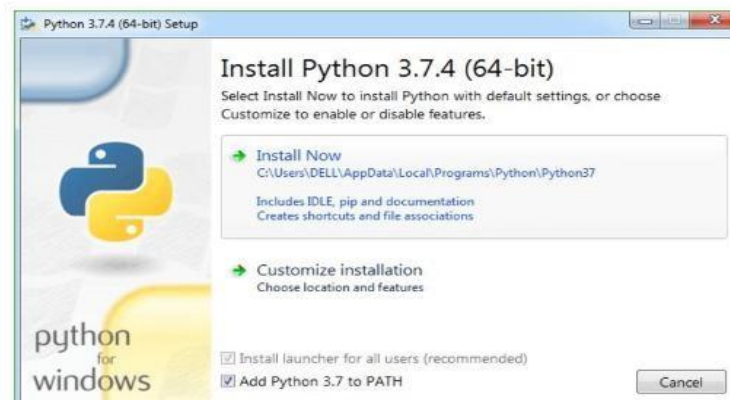 Python 3.7.4 (64-bit) Setup
Install Python 3.7.4 (64-bit)
Select Install Now to install Python with default settings, or choose
Customize to enable or disable features.
Install Now
C:\Users\DELL\AppData\Local\Programs\Python\Python37
Includes IDLE, pip and documentation
Creates shortcuts and file associations
Customize installation
Choose location and features
python
for
windows
Install launcher for all users (recommended)
Add Python 3.7 to PATH
Cancel